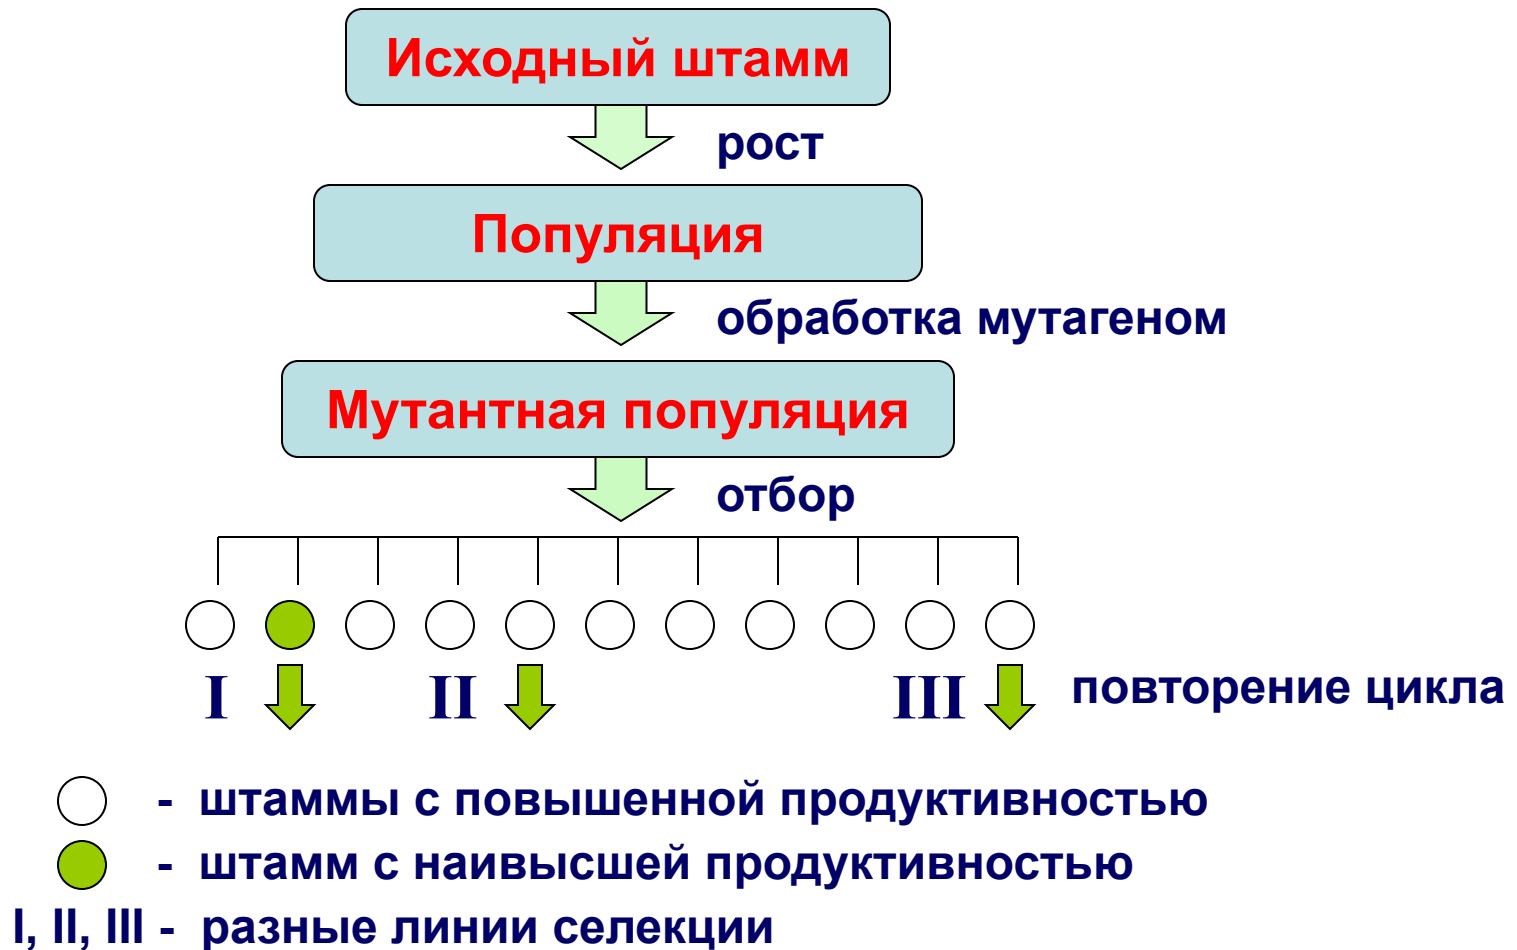 Исходный штамм
рост
Популяция
обработка мутагеном
Мутантная популяция
отбор
I II III повторение цикла
- штаммы с повышенной продуктивностью
- штамм с наивысшей продуктивностью
I, II, III - разные линии селекции